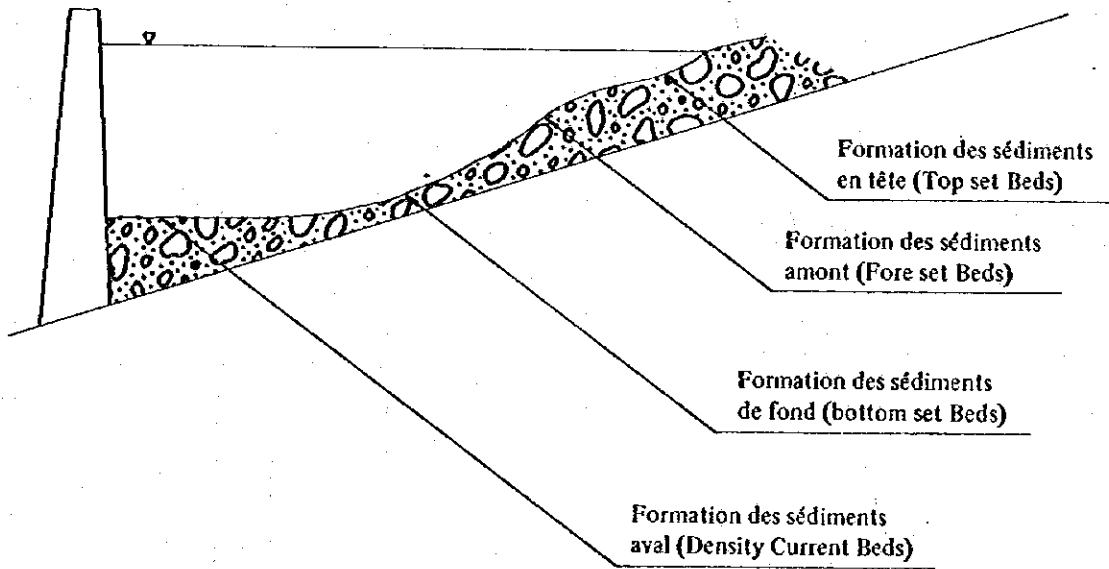 Formation des sédiments
en tête (Top set Beds)
Formation des sédiments
amont (Fore set Beds)
Formation des sédiments
de fond (bottom set Beds)
Formation des sédiments
aval (Density Current Beds)